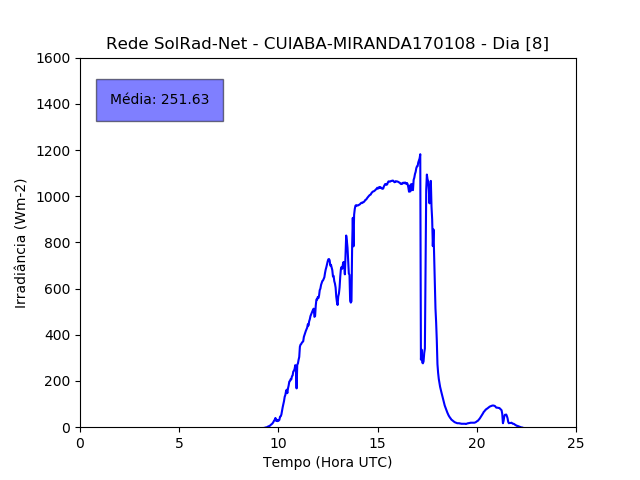 Rede SolRad-Net - CUIABA-MIRANDA170108 - Dia [8]
1600
Média: 251.63
1400
1200
1000
800
600
400
200
0
Irradiância (Wm-2)
0 5 10 15 20 25
Tempo (Hora UTC)